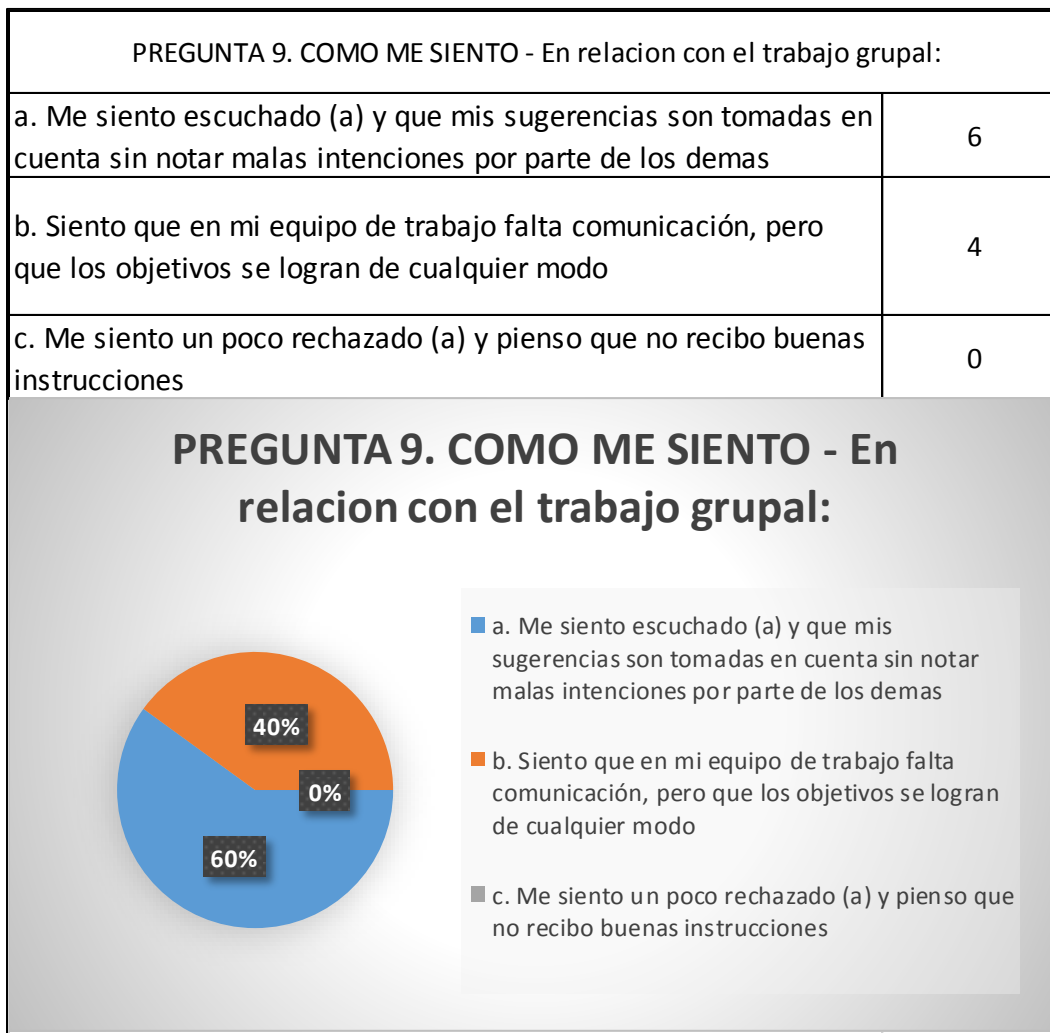 PREGUNTA 9. COMO ME SIENTO - En relacion con el trabajo grupal:
a. Me siento escuchado (a) y que mis sugerencias son tomadas en
cuenta sin notar malas intenciones por parte de los demas
6
b. Siento que en mi equipo de trabajo falta comunicación, pero
que los objetivos se logran de cualquier modo
4
c. Me siento un poco rechazado (a) y pienso que no recibo buenas
instrucciones
0
PREGUNTA 9. COMO ME SIENTO - En
relacion con el trabajo grupal:
40%
0%
60%
a. Me siento escuchado (a) y que mis
sugerencias son tomadas en cuenta sin notar
malas intenciones por parte de los demas
b. Siento que en mi equipo de trabajo falta
comunicación, pero que los objetivos se logran
de cualquier modo
c. Me siento un poco rechazado (a) y pienso que
no recibo buenas instrucciones